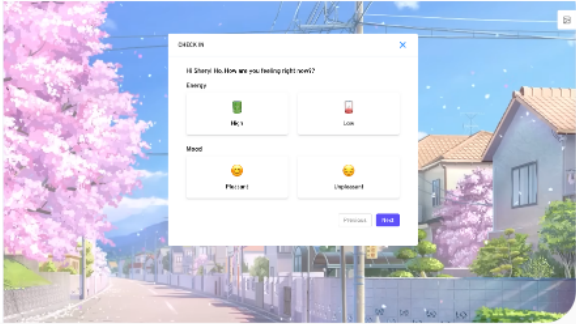 CHECK IN
Hi Sheryl Ho. How are you feeling right now?
Energy
High
Low
Mood
Pleasant
Unpleasant
Previous
Next